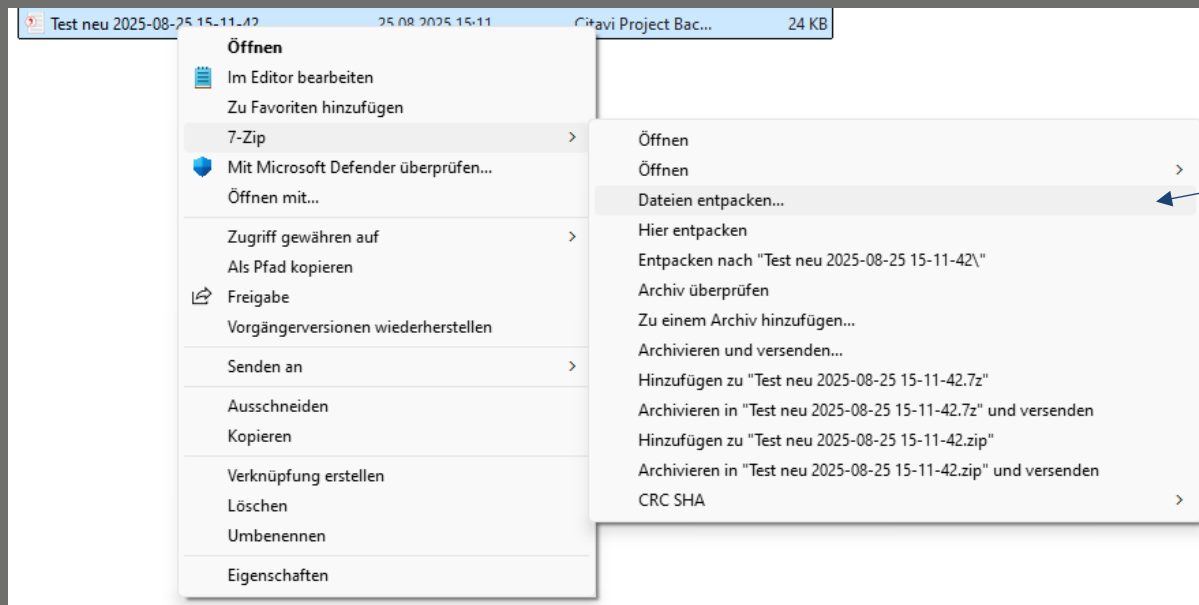 Test neu 2025-08-25 15-11-42 25.08.2025 15:11 Citavi Project Bac... 24 KB
Öffnen
Im Editor bearbeiten
Zu Favoriten hinzufügen
7-Zip
Mit Microsoft Defender überprüfen...
Öffnen mit...
Zugriff gewähren auf
Als Pfad kopieren
Freigabe
Vorgängerversionen wiederherstellen
Senden an
Ausschneiden
Kopieren
Verknüpfung erstellen
Löschen
Umbenennen
Eigenschaften
Öffnen
Öffnen
Dateien entpacken...
Hier entpacken
Entpacken nach "Test neu 2025-08-25 15-11-42\"
Archiv überprüfen
Zu einem Archiv hinzufügen...
Archivieren und versenden...
Hinzufügen zu "Test neu 2025-08-25 15-11-42.7z"
Archivieren in "Test neu 2025-08-25 15-11-42.7z" und versenden
Hinzufügen zu "Test neu 2025-08-25 15-11-42.zip"
Archivieren in "Test neu 2025-08-25 15-11-42.zip" und versenden
CRC SHA